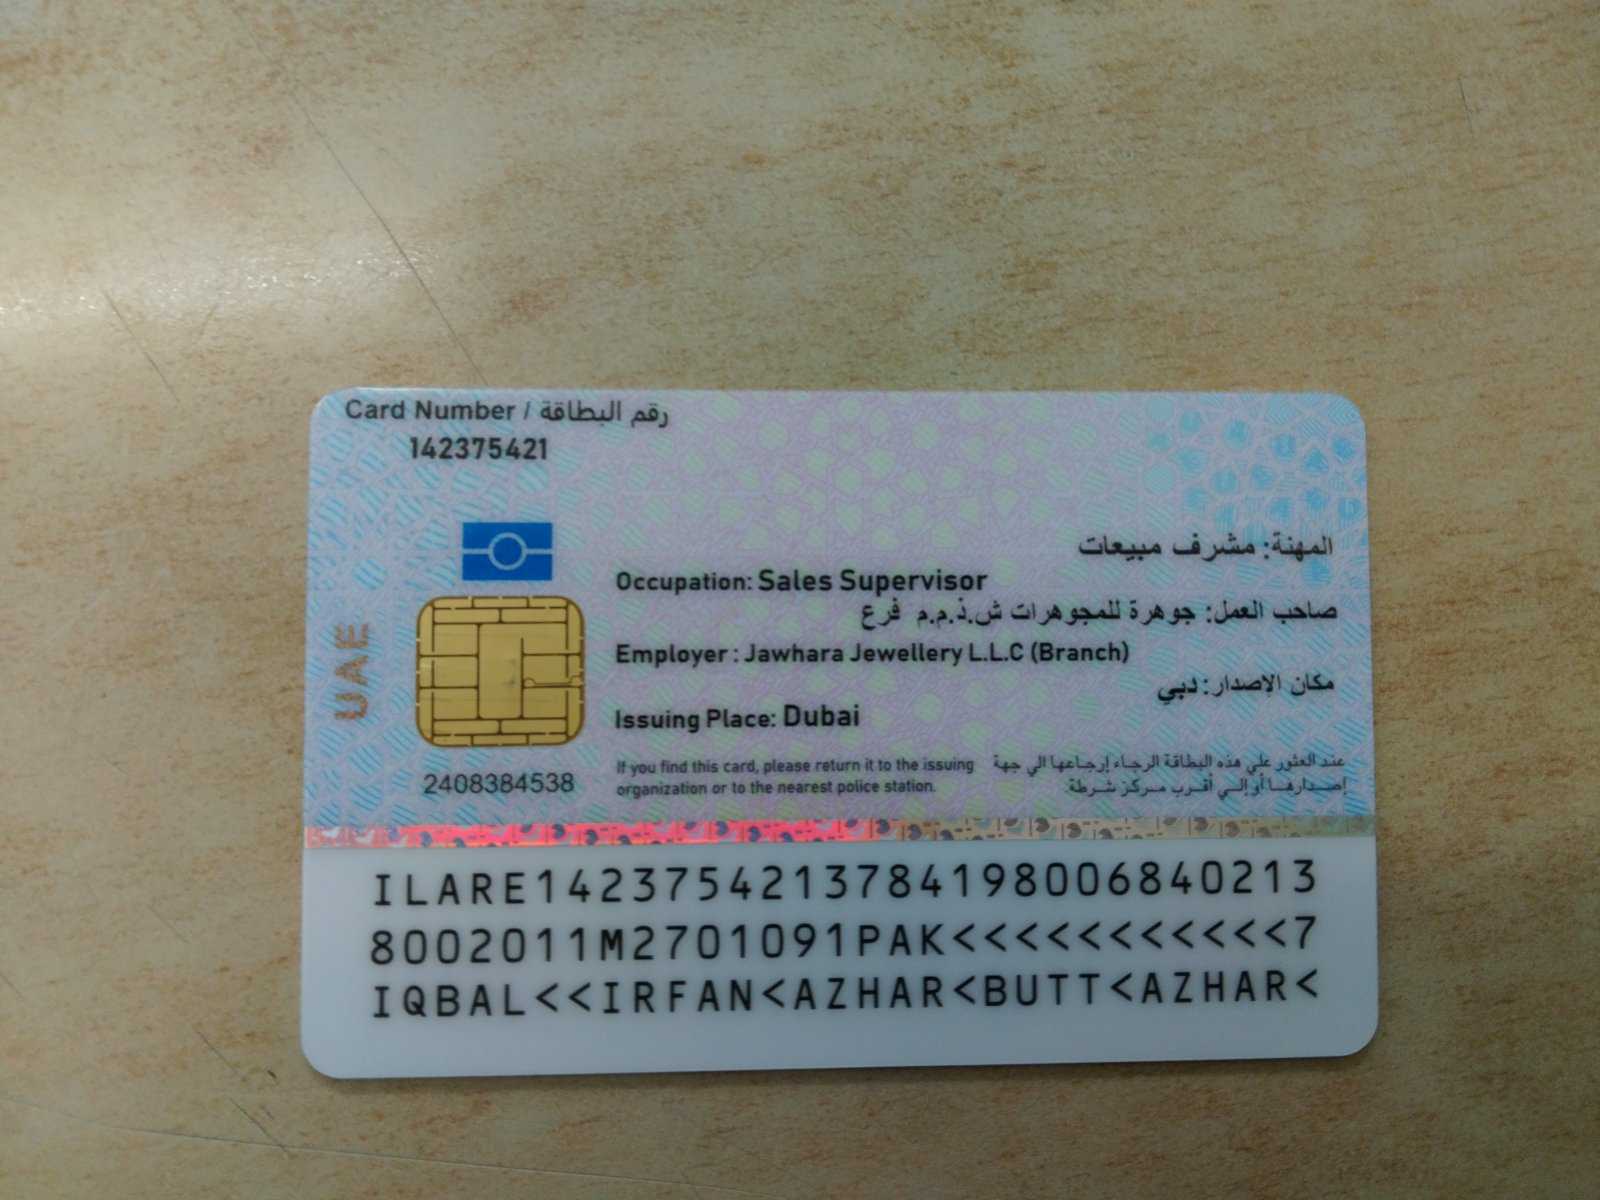 Card Number / رقم البطاقة
142375421
المهنة: مشرف مبيعات
Occupation: Sales Supervisor
صاحب العمل: جوهرة للمجوهرات ش.ذ.م.م فرع
Employer: Jawhara Jewellery L.L.C (Branch)
مكان الاصدار: دبي
Issuing Place: Dubai
UAE
If you find this card, please return it to the issuing
organization or to the nearest police station.
عند العثور علي هذه البطاقة الرجاء إرجاعها الي جهة
إصدارها أو إلي أقرب مركز شرطة.
2408384538
ILARE1423754213784198006840213
8002011M2701091PAK<<<<<<<<<<<7
IQBAL<<IRFAN<AZHAR<BUTT<AZHAR<